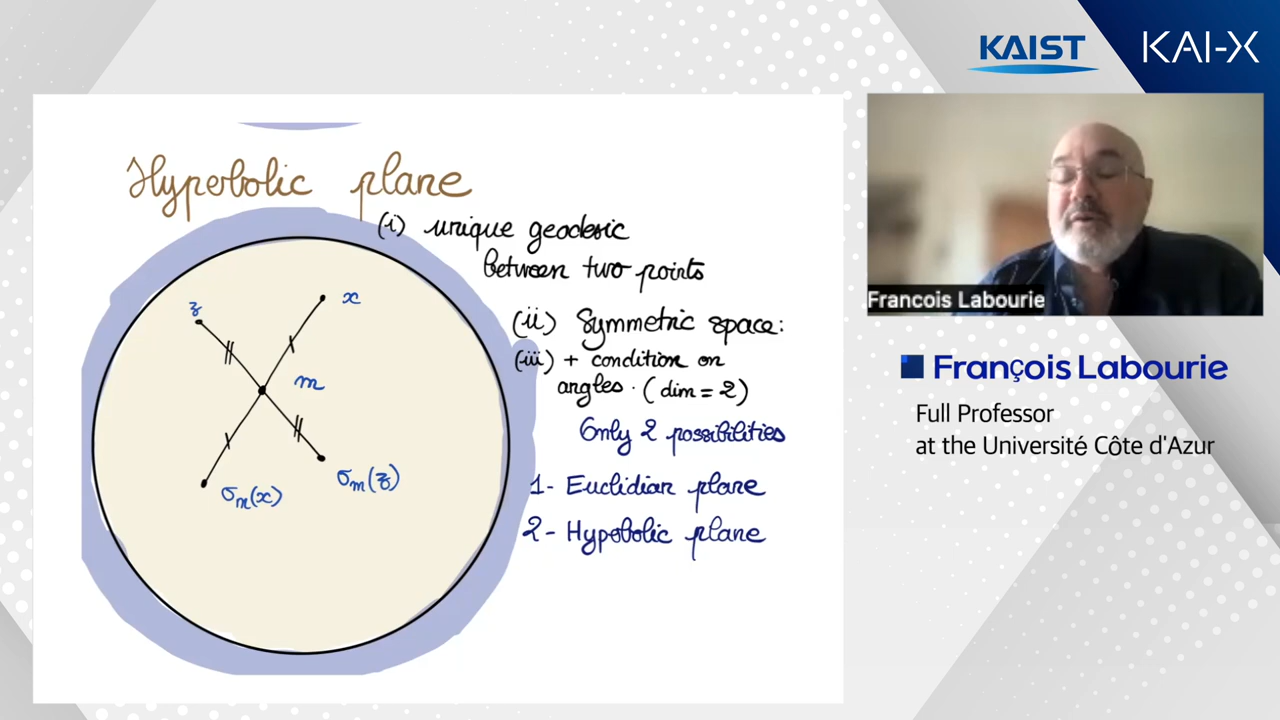 KAIST
KAI-X
Hyperbolic plane
(i) unique geodesic
between two points
(ii) Symmetric space:
(iii) + condition on
angles. (dim = 2)
Only 2 possibilities
1- Euclidian plane
2- Hypobolic plane
z
x
m
σm(x)
σm(z)
Francois Labourie
François Labourie
Full Professor
at the Université Côte d'Azur